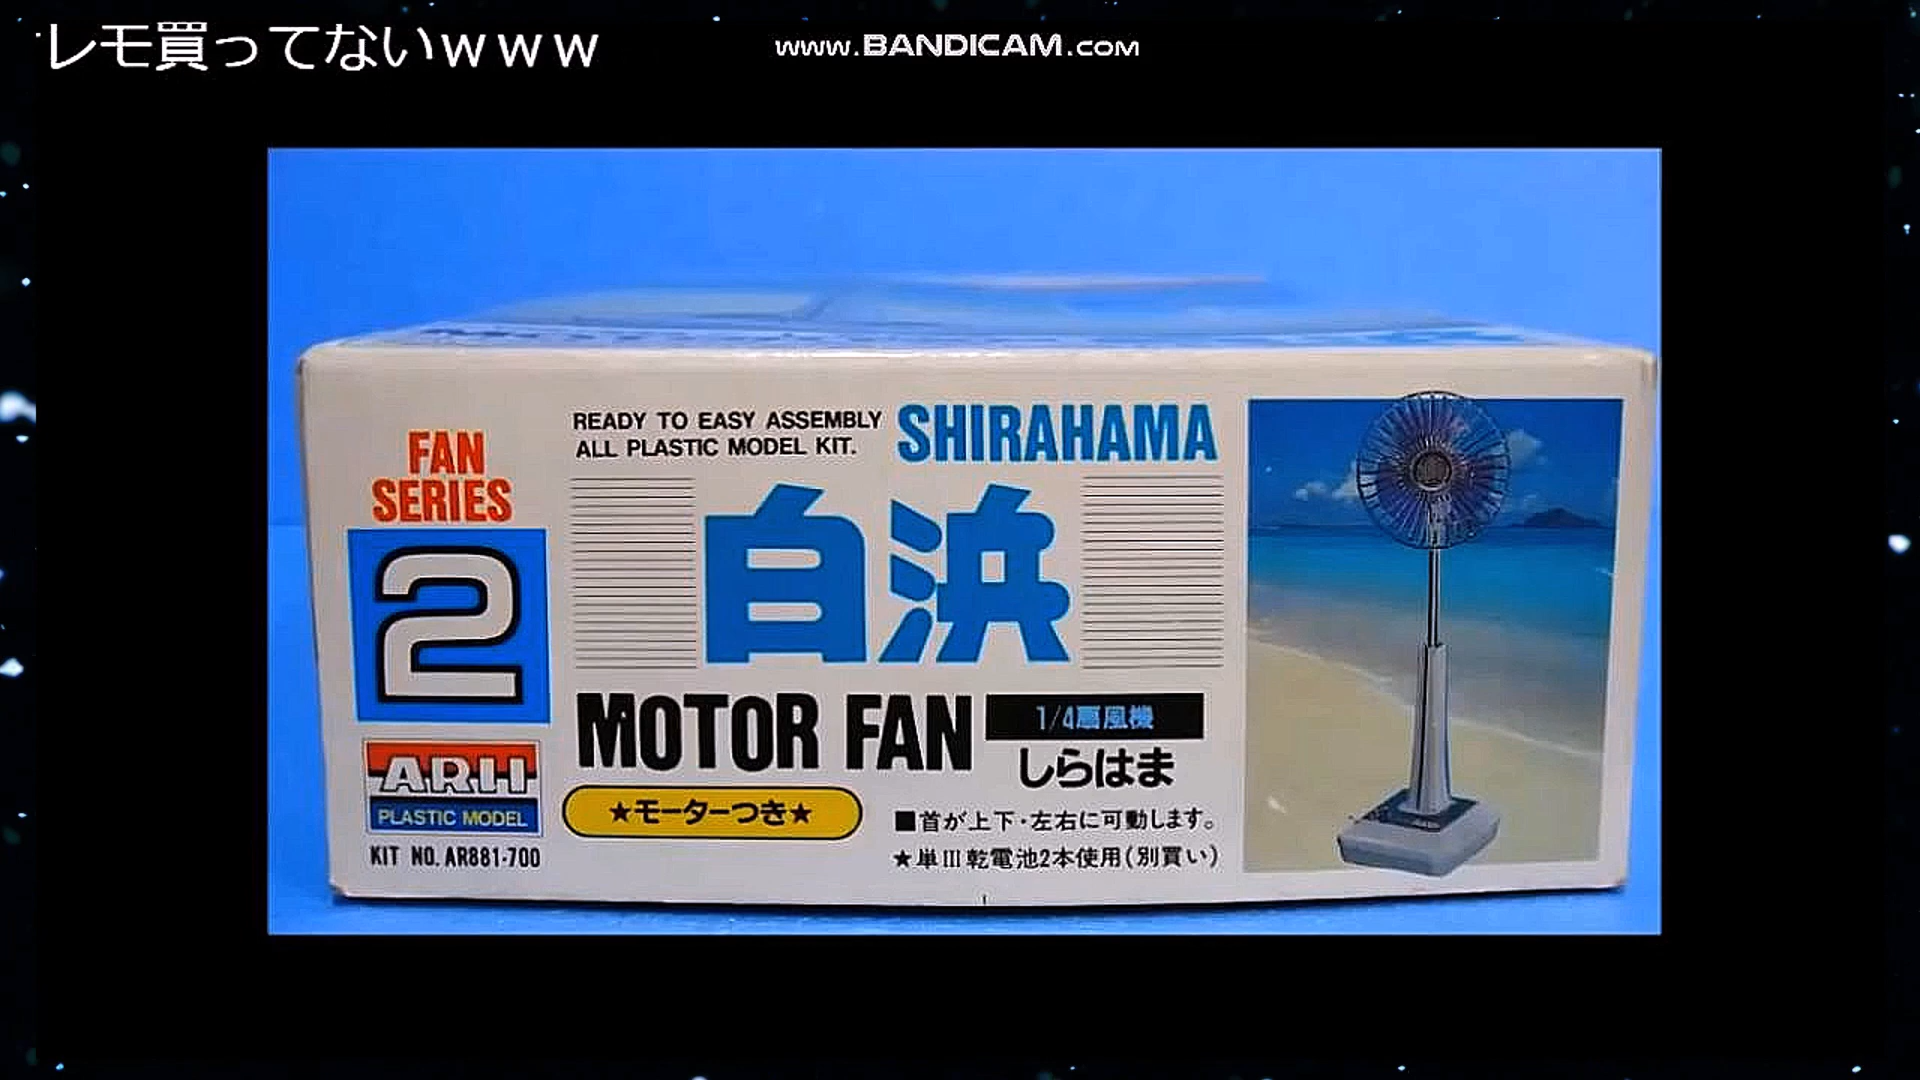 レモ買ってないｗｗｗ
www.BANDICAM.com
FAN
SERIES
2
ARII
PLASTIC MODEL
KIT NO. AR881-700
READY TO EASY ASSEMBLY
ALL PLASTIC MODEL KIT.
SHIRAHAMA
白浜
MOTOR FAN
1/4扇風機
しらはま
★モーターつき★
■首が上下・左右に可動します。
★単III乾電池2本使用(別買い)